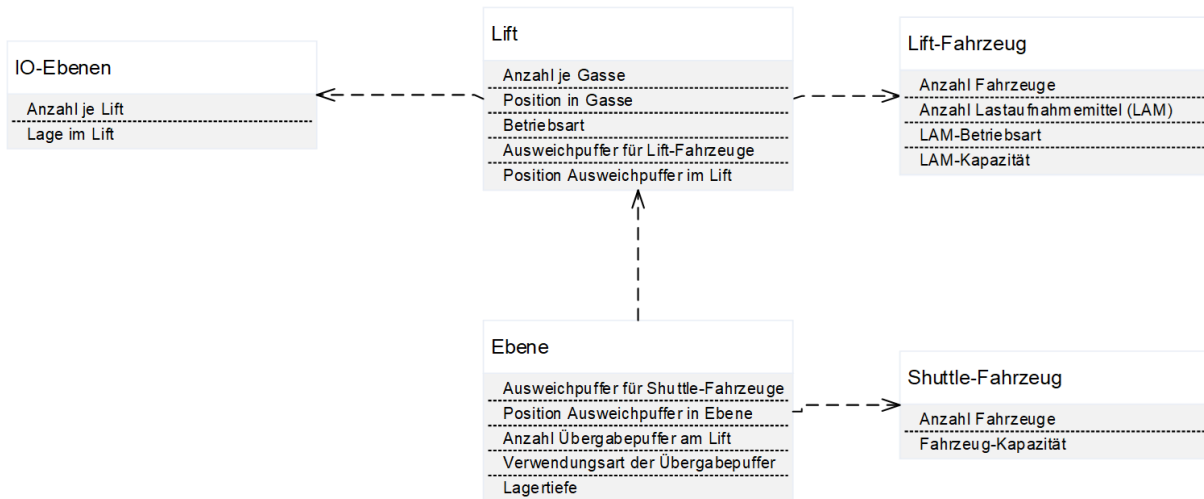 IO-Ebenen
Anzahl je Lift
Lage im Lift
Lift
Anzahl je Gasse
Position in Gasse
Betriebsart
Ausweichpuffer für Lift-Fahrzeuge
Position Ausweichpuffer im Lift
Lift-Fahrzeug
Anzahl Fahrzeuge
Anzahl Lastaufnahmemittel (LAM)
LAM-Betriebsart
LAM-Kapazität
Ebene
Ausweichpuffer für Shuttle-Fahrzeuge
Position Ausweichpuffer in Ebene
Anzahl Übergabepuffer am Lift
Verwendungsart der Übergabepuffer
Lagertiefe
Shuttle-Fahrzeug
Anzahl Fahrzeuge
Fahrzeug-Kapazität